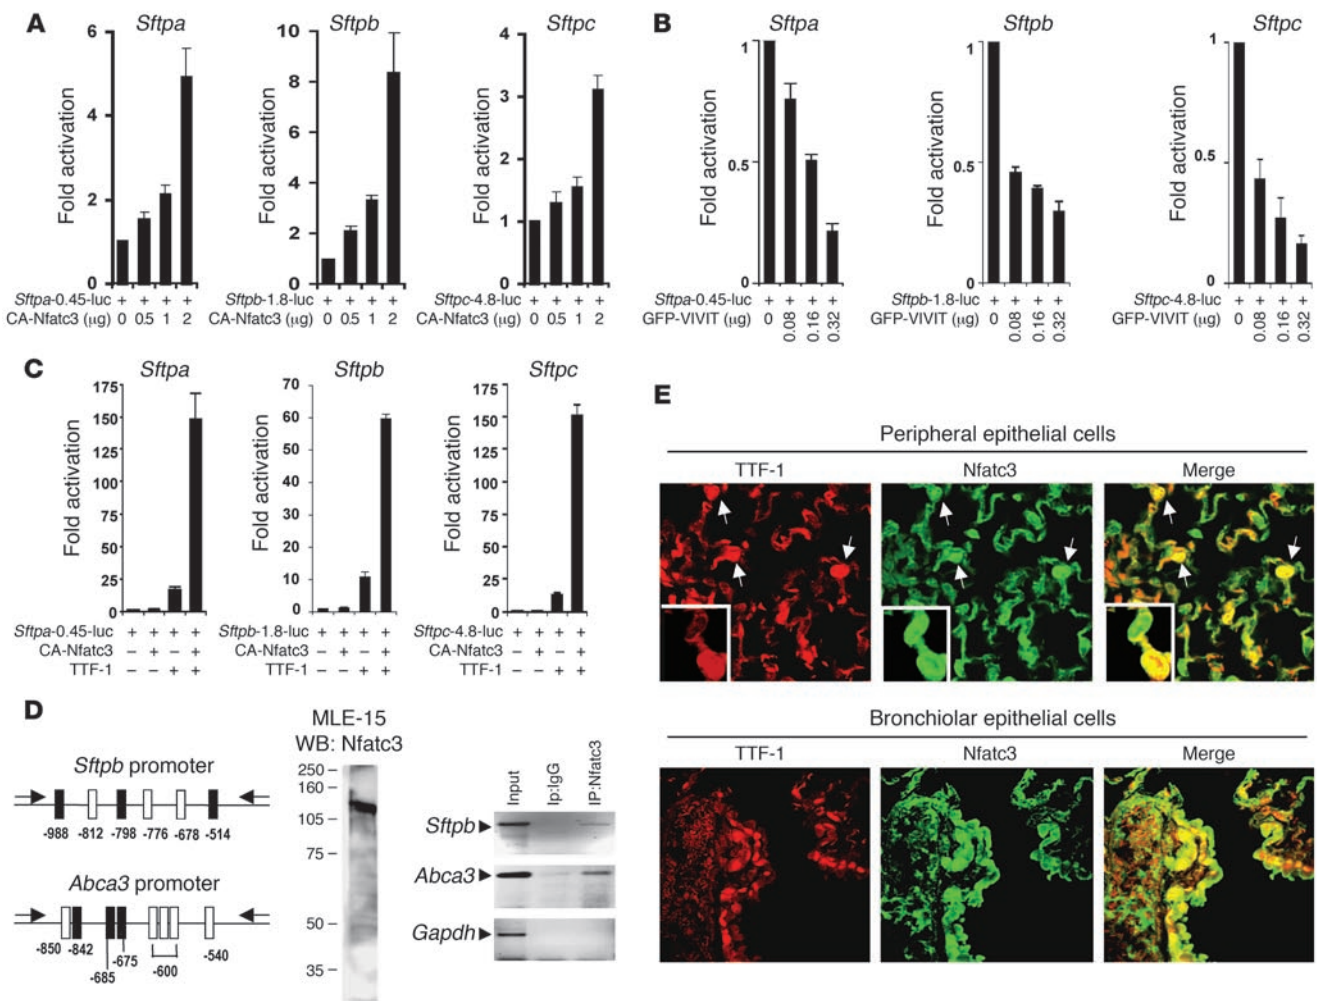 A
Sftpa
Sftpb
Sftpc
Fold activation
6
4
2
0
Fold activation
10
8
6
4
2
0
Fold activation
4
3
2
1
0
Sftpa-0.45-luc + + + +
CA-Nfatc3 (μg) 0 0.5 1 2
Sftpb-1.8-luc + + + +
CA-Nfatc3 (μg) 0 0.5 1 2
Sftpc-4.8-luc + + + +
CA-Nfatc3 (μg) 0 0.5 1 2
B
Sftpa
Sftpb
Sftpc
Fold activation
1
0.5
0
Fold activation
1
0.5
0
Fold activation
1
0.5
0
Sftpa-0.45-luc + + + +
GFP-VIVIT (μg) 0 0.08 0.16 0.32
Sftpb-1.8-luc + + + +
GFP-VIVIT (μg) 0 0.08 0.16 0.32
Sftpc-4.8-luc + + + +
GFP-VIVIT (μg) 0 0.08 0.16 0.32
C
Sftpa
Sftpb
Sftpc
Fold activation
175
150
125
100
75
50
25
0
Fold activation
70
60
50
40
30
20
10
0
Fold activation
175
150
125
100
75
50
25
0
Sftpa-0.45-luc + + + +
CA-Nfatc3 – + – +
TTF-1 – – + +
Sftpb-1.8-luc + + + +
CA-Nfatc3 – + – +
TTF-1 – – + +
Sftpc-4.8-luc + + + +
CA-Nfatc3 – + – +
TTF-1 – – + +
D
Sftpb promoter
-988 -812 -798 -776 -678 -514
Abca3 promoter
-850 -842 -685 -675 -600 -540
MLE-15
WB: Nfatc3
250
160
105
75
50
35
Input
Ip:IgG
IP:Nfatc3
Sftpb
Abca3
Gapdh
E
Peripheral epithelial cells
TTF-1 Nfatc3 Merge
Bronchiolar epithelial cells
TTF-1 Nfatc3 Merge